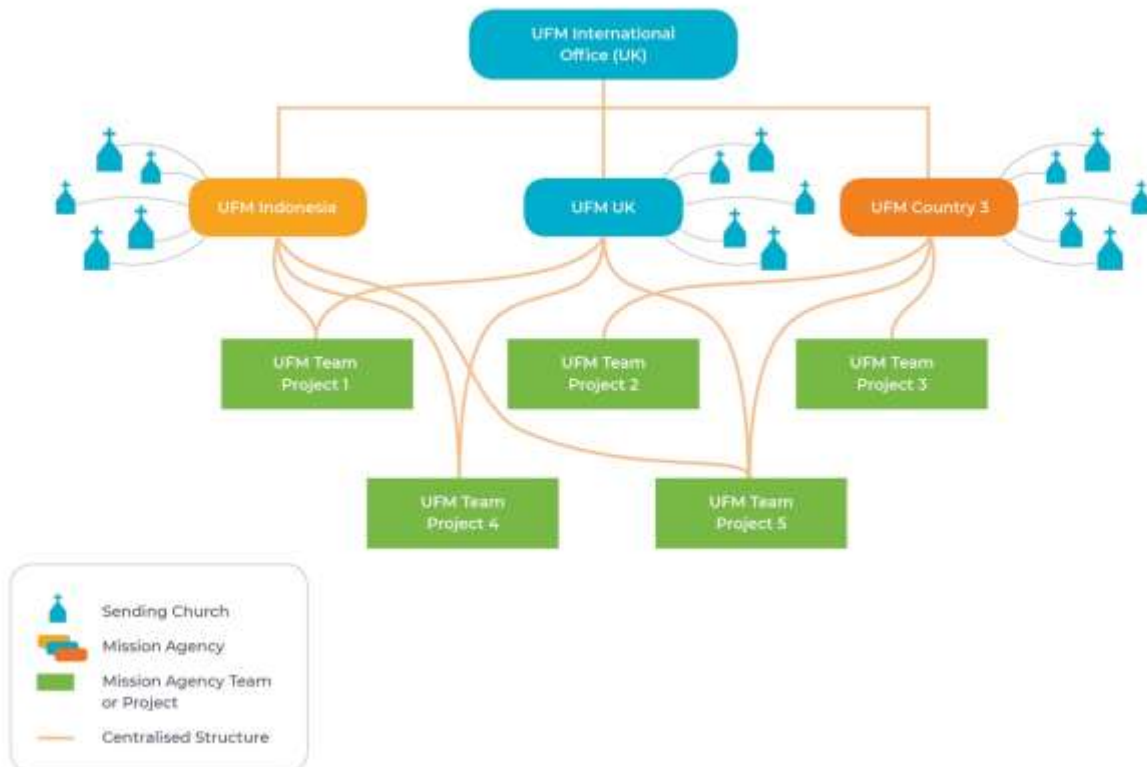 UFM International
Office (UK)
UFM Indonesia
UFM UK
UFM Country 3
UFM Team
Project 1
UFM Team
Project 2
UFM Team
Project 3
UFM Team
Project 4
UFM Team
Project 5
Sending Church
Mission Agency
Mission Agency Team
or Project
Centralised Structure